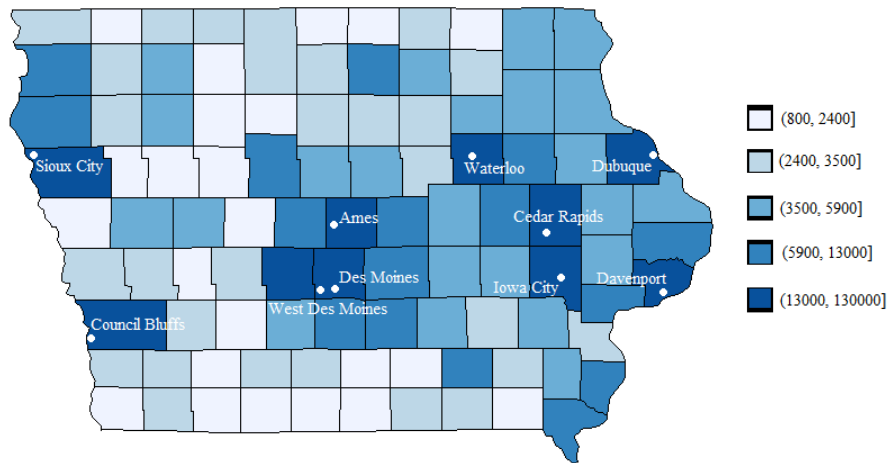 (800, 2400]
Sioux City
Waterloo
Dubuque
(2400, 3500]
(3500, 5900]
Ames
Cedar Rapids
(5900, 13000]
Des Moines
Iowa City
Davenport
West Des Moines
(13000, 130000]
Council Bluffs